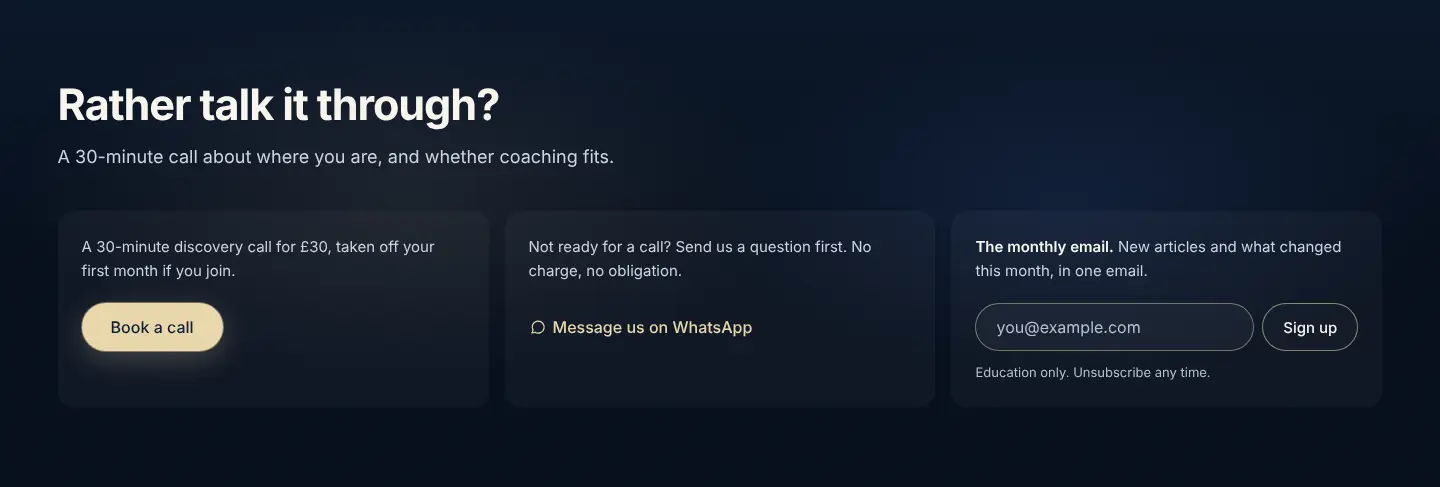 Rather talk it through?
A 30-minute call about where you are, and whether coaching fits.
A 30-minute discovery call for £30, taken off your
first month if you join.
Book a call
Not ready for a call? Send us a question first. No
charge, no obligation.
Message us on WhatsApp
The monthly email. New articles and what changed
this month, in one email.
you@example.com
Sign up
Education only. Unsubscribe any time.